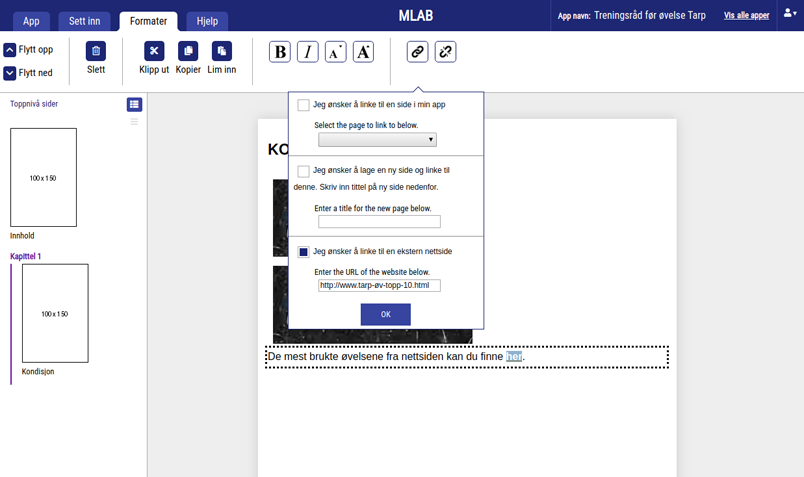 App
Sett inn
Formater
Hjelp
MLAB
App navn: Treningsråd før øvelse Tarp
Vis alle apper
Flytt opp
Flytt ned
Slett
Klipp ut
Kopier
Lim inn
B
I
A
A
Toppnivå sider
100 x 150
Innhold
Kapittel 1
100 x 150
Kondisjon
KO
Jeg ønsker å linke til en side i min app
Select the page to link to below.
Jeg ønsker å lage en ny side og linke til
denne. Skriv inn tittel på ny side nedenfor.
Enter a title for the new page below.
Jeg ønsker å linke til en ekstern nettside
Enter the URL of the website below.
http://www.tarp-øv-topp-10.html
OK
De mest brukte øvelsene fra nettsiden kan du finne her.